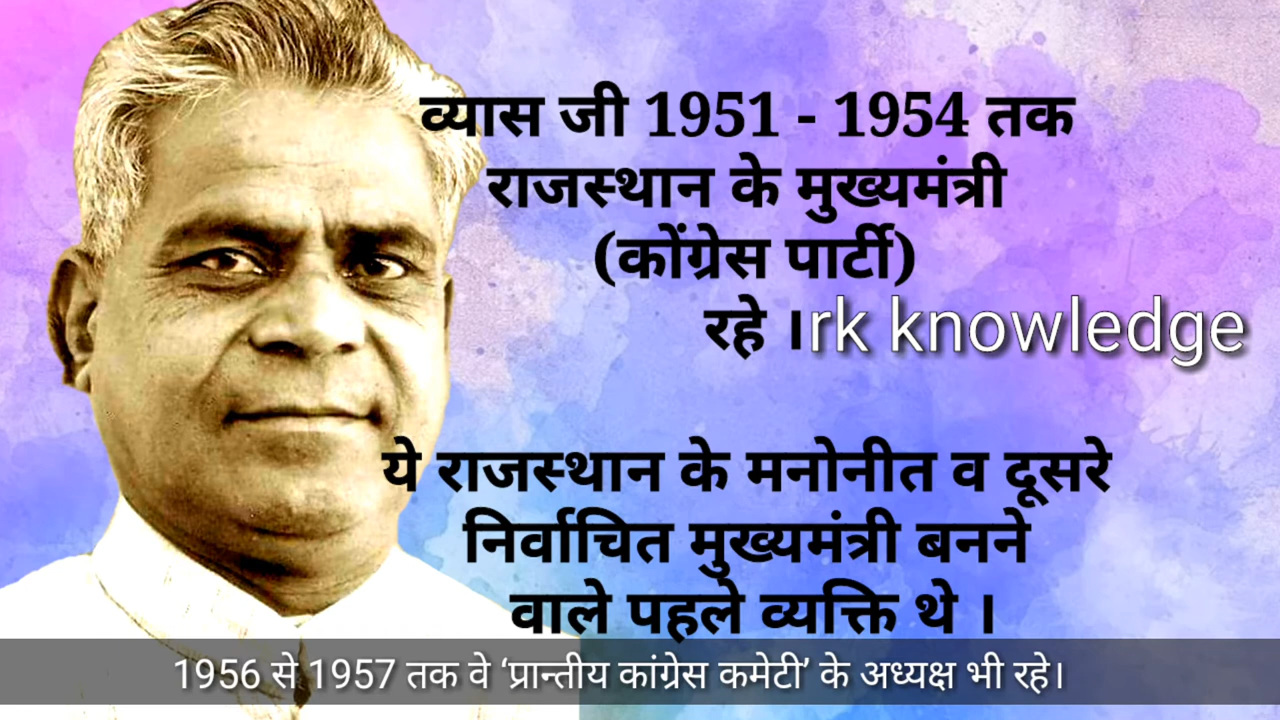 व्यास जी 1951 - 1954 तक
राजस्थान के मुख्यमंत्री
(कोंग्रेस पार्टी)
रहे ।rk knowledge
ये राजस्थान के मनोनीत व दूसरे
निर्वाचित मुख्यमंत्री बनने
वाले पहले व्यक्ति थे ।
1956 से 1957 तक वे ‘प्रान्तीय कांग्रेस कमेटी’ के अध्यक्ष भी रहे।